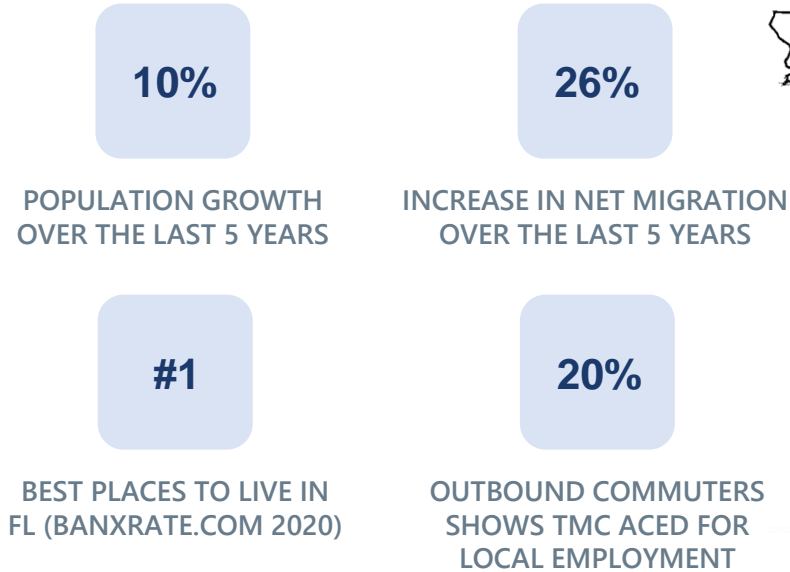 10%
POPULATION GROWTH
OVER THE LAST 5 YEARS
26%
INCREASE IN NET MIGRATION
OVER THE LAST 5 YEARS
#1
BEST PLACES TO LIVE IN
FL (BANXRATE.COM 2020)
20%
OUTBOUND COMMUTERS
SHOWS TMC ACED FOR
LOCAL EMPLOYMENT